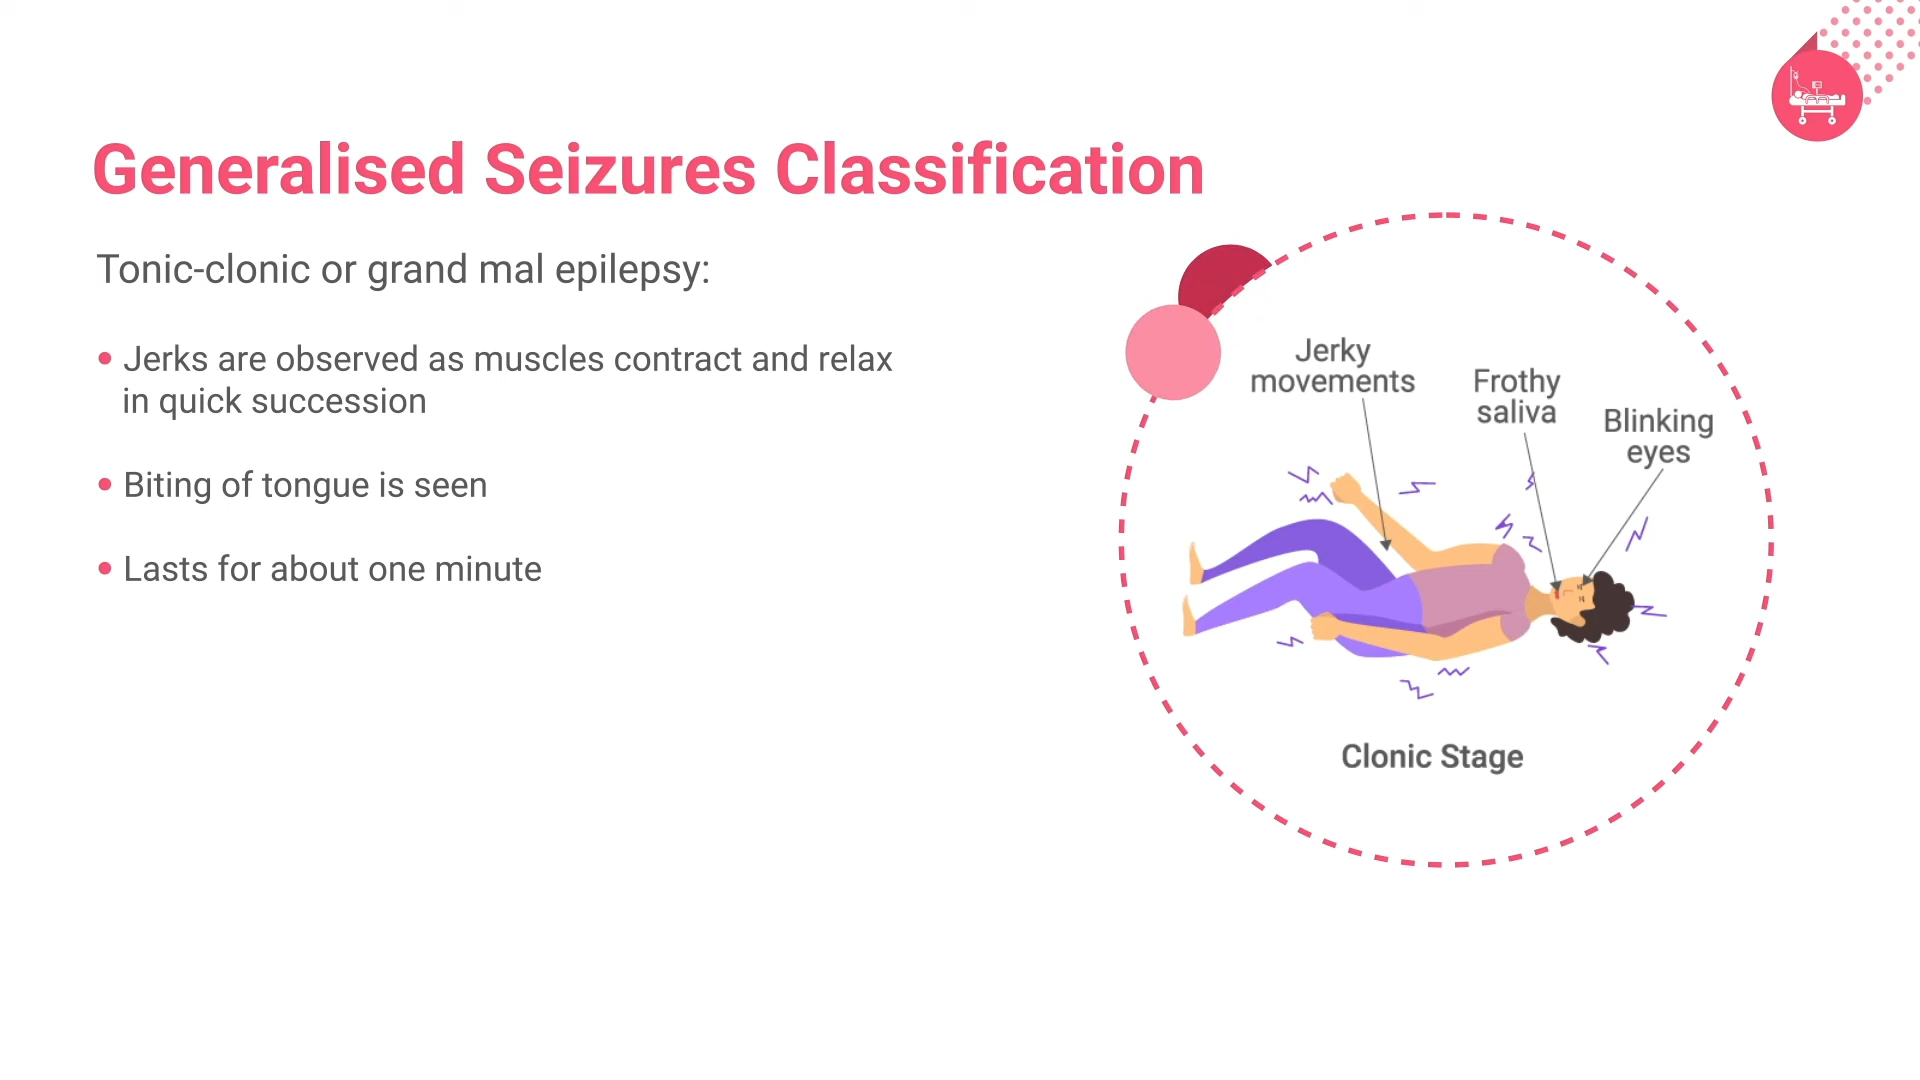 Generalised Seizures Classification
Tonic-clonic or grand mal epilepsy:
• Jerks are observed as muscles contract and relax
in quick succession
• Biting of tongue is seen
• Lasts for about one minute
Jerky
movements
Frothy
saliva
Blinking
eyes
Clonic Stage